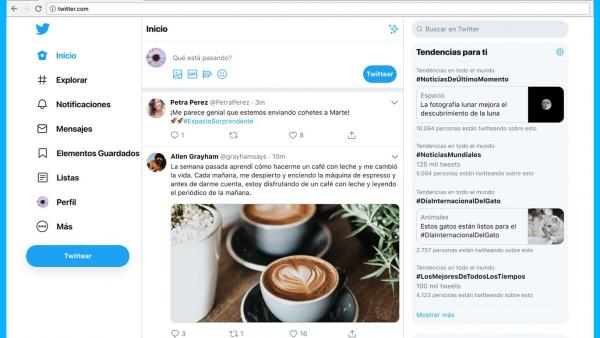 twitter.com
Inicio
Explorar
Notificaciones
Mensajes
Elementos Guardados
Listas
Perfil
Más
Twittear
Inicio
Qué está pasando?
GIF
Twittear
Petra Perez @PetraPerez · 3m
¡Me parece genial que estemos enviando cohetes a Marte!
🚀🚀#EspacioSorprendente
1
8
Allen Grayham @grayhamsays · 10m
La semana pasada aprendí cómo hacerme un café con leche y me cambió
la vida. Cada mañana, me despierto y enciendo la máquina de espresso y
antes de darme cuenta, estoy disfrutando de un café con leche y leyendo
el periódico de la mañana.
3
1
16
Buscar en Twitter
Tendencias para ti
Tendencias en todo el mundo
#NoticiasDeÚltimoMomento
Espacio
La fotografía lunar mejora el
descubrimiento de la luna
10.094 personas están twitteando sobre esto
Tendencias en todo el mundo
#NoticiasMundiales
125 mil tweets
5.094 personas están twitteando sobre esto
Tendencias en todo el mundo
#DíaInternacionalDelGato
Animales
Estos gatos están listos para el
#DíaInternacionalDelGato
2.757 personas están twitteando sobre esto
Tendencias en todo el mundo
#LosMejoresDeTodosLosTiempos
100 mil tweets
4.123 personas están twitteando sobre esto
Mostrar más